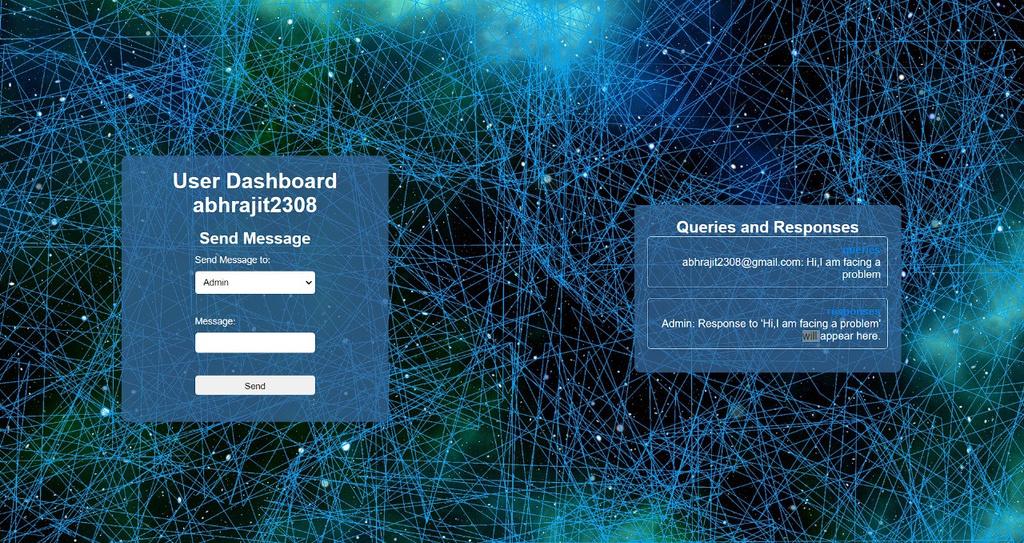 User Dashboard
abhrajit2308
Send Message
Send Message to:
Admin
Message:
Send
Queries and Responses
queries
abhrajit2308@gmail.com: Hi,I am facing a
problem
responses
Admin: Response to 'Hi,I am facing a problem'
will appear here.